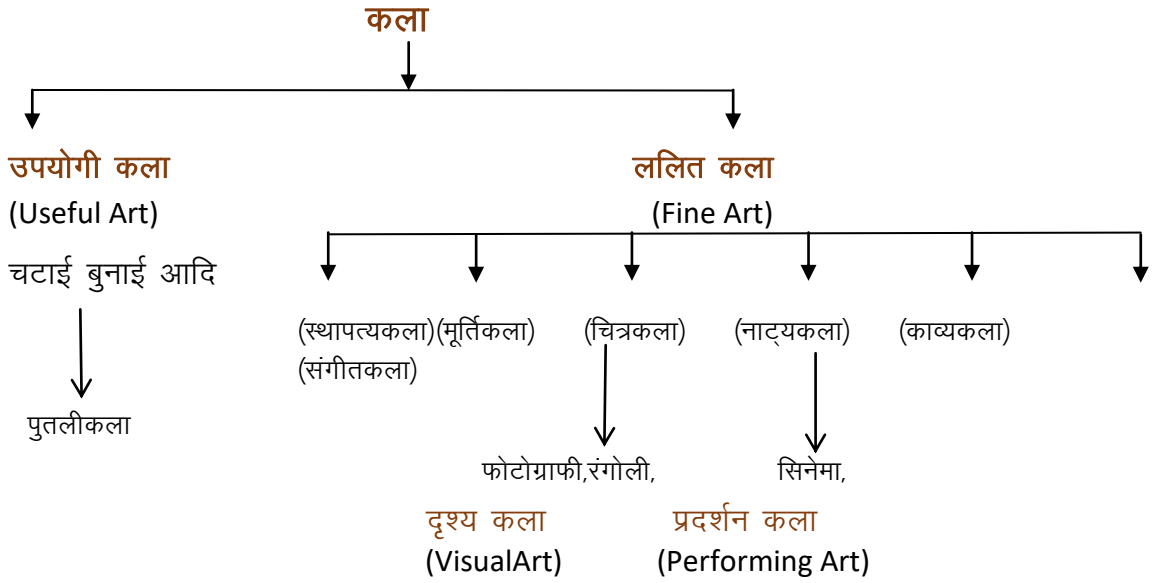 कला
उपयोगी कला ललित कला
(Useful Art) (Fine Art)
चटाई बुनाई आदि
(स्थापत्यकला)(मूर्तिकला) (चित्रकला) (नाट्यकला) (काव्यकला)
(संगीतकला)
पुतलीकला
फोटोग्राफी,रंगोली, सिनेमा,
दृश्य कला प्रदर्शन कला
(VisualArt) (Performing Art)